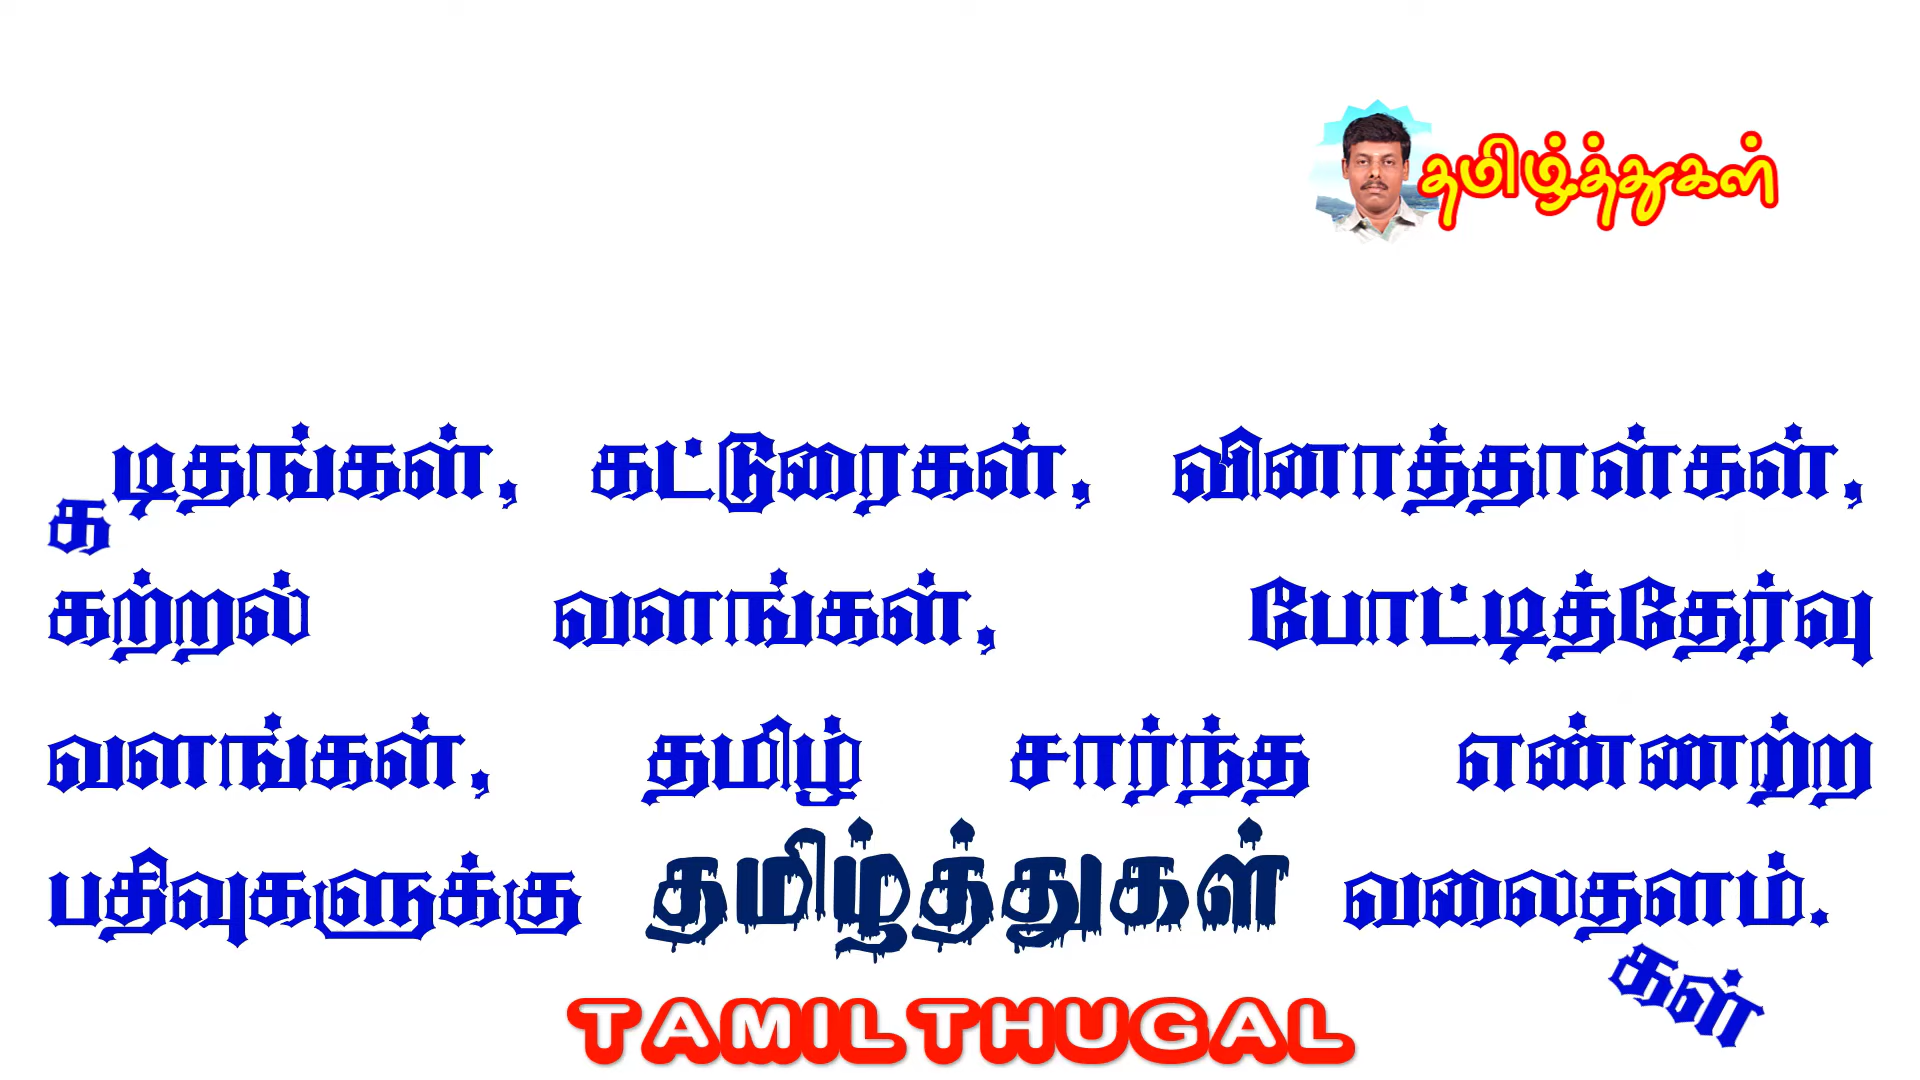 தமிழ்த்துகள்
கடிதங்கள், கட்டுரைகள், வினாத்தாள்கள்,
கற்றல் வளங்கள், போட்டித்தேர்வு
வளங்கள், தமிழ் சார்ந்த எண்ணற்ற
பதிவுகளுக்கு தமிழ்த்துகள் வலைதளம்.
கள்
TAMILTHUGAL